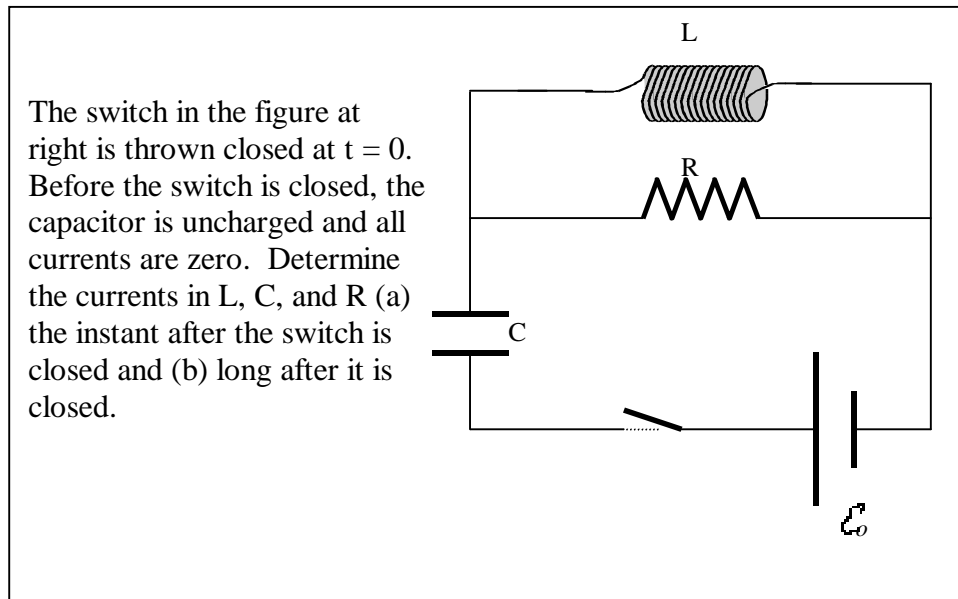 L
The switch in the figure at
right is thrown closed at t = 0.
Before the switch is closed, the
R
capacitor is uncharged and all
currents are zero.  Determine
the currents in L, C, and R (a)
the instant after the switch is
C
closed and (b) long after it is
closed.
ℰo